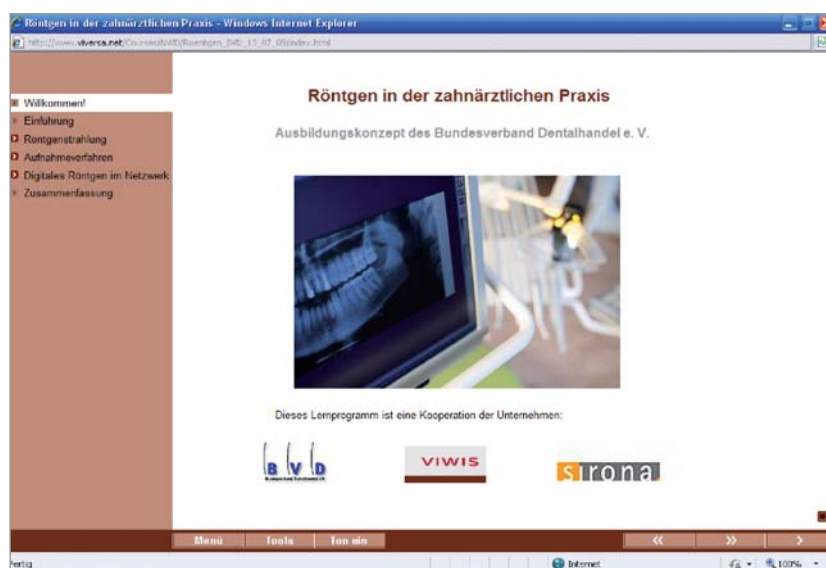 Röntgen in der zahnärztlichen Praxis - Windows Internet Explorer
Willkommen!
Einführung
Röntgenstrahlung
Aufnahmeverfahren
Digitales Röntgen im Netzwerk
Zusammenfassung
Röntgen in der zahnärztlichen Praxis
Ausbildungskonzept des Bundesverband Dentalhandel e. V.
Dieses Lernprogramm ist eine Kooperation der Unternehmen:
B V D
VIWIS
sirona.
Menü Tools Ton ein « » >
Fertig Internet 100%